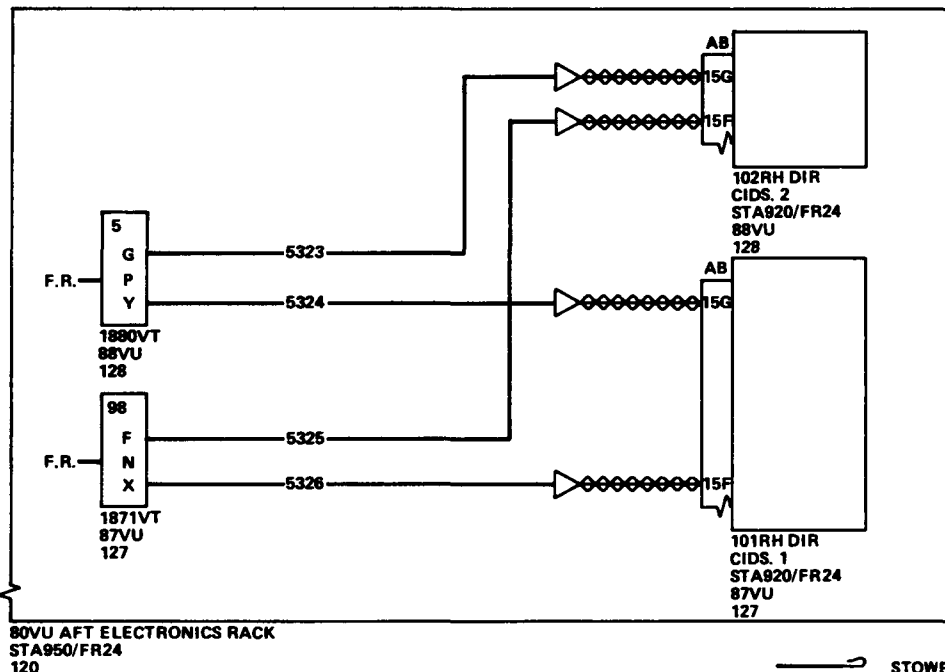 AB
15G
15F
102RH DIR
CIDS. 2
STA920/FR24
88VU
128
5
G
5323
F.R.
P
Y
5324
1880VT
88VU
128
AB
15G
98
F
5325
F.R.
N
X
5326
15F
1871VT
87VU
127
101RH DIR
CIDS. 1
STA920/FR24
87VU
127
80VU AFT ELECTRONICS RACK
STA950/FR24
120